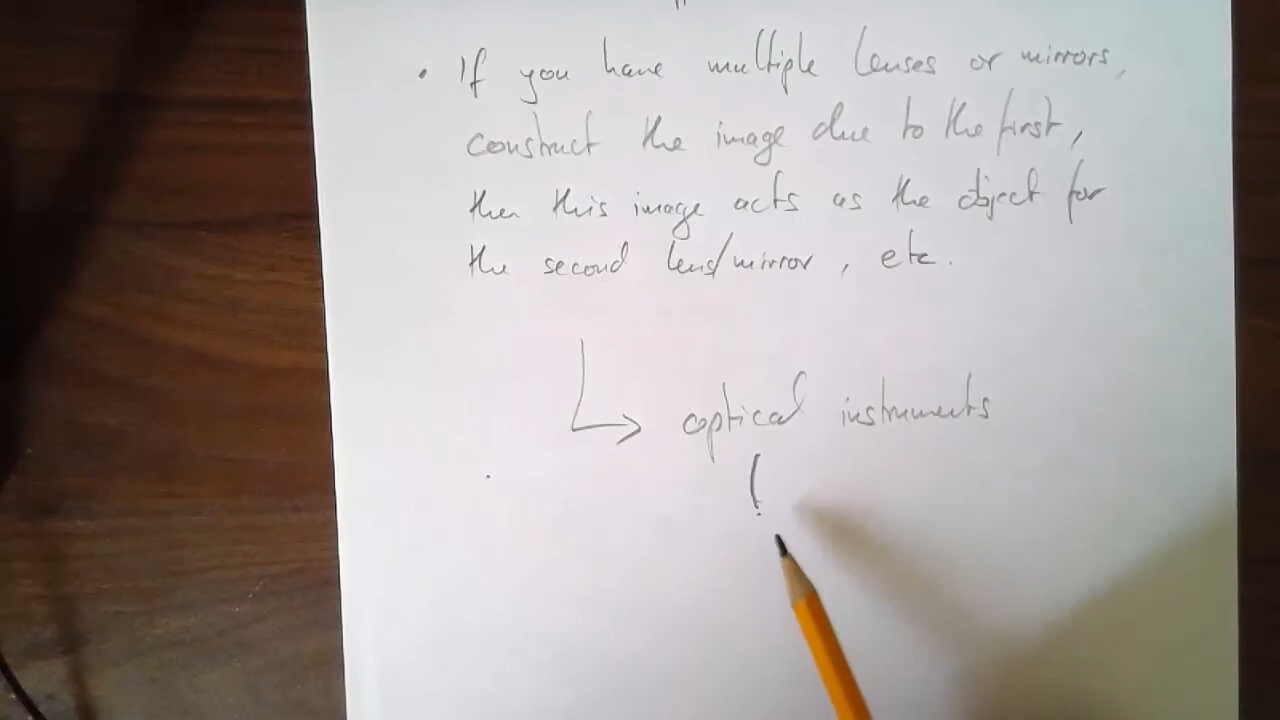 • If you have multiple lenses or mirrors,
construct the image due to the first,
then this image acts as the object for
the second lens/mirror, etc.
↳ optical instruments